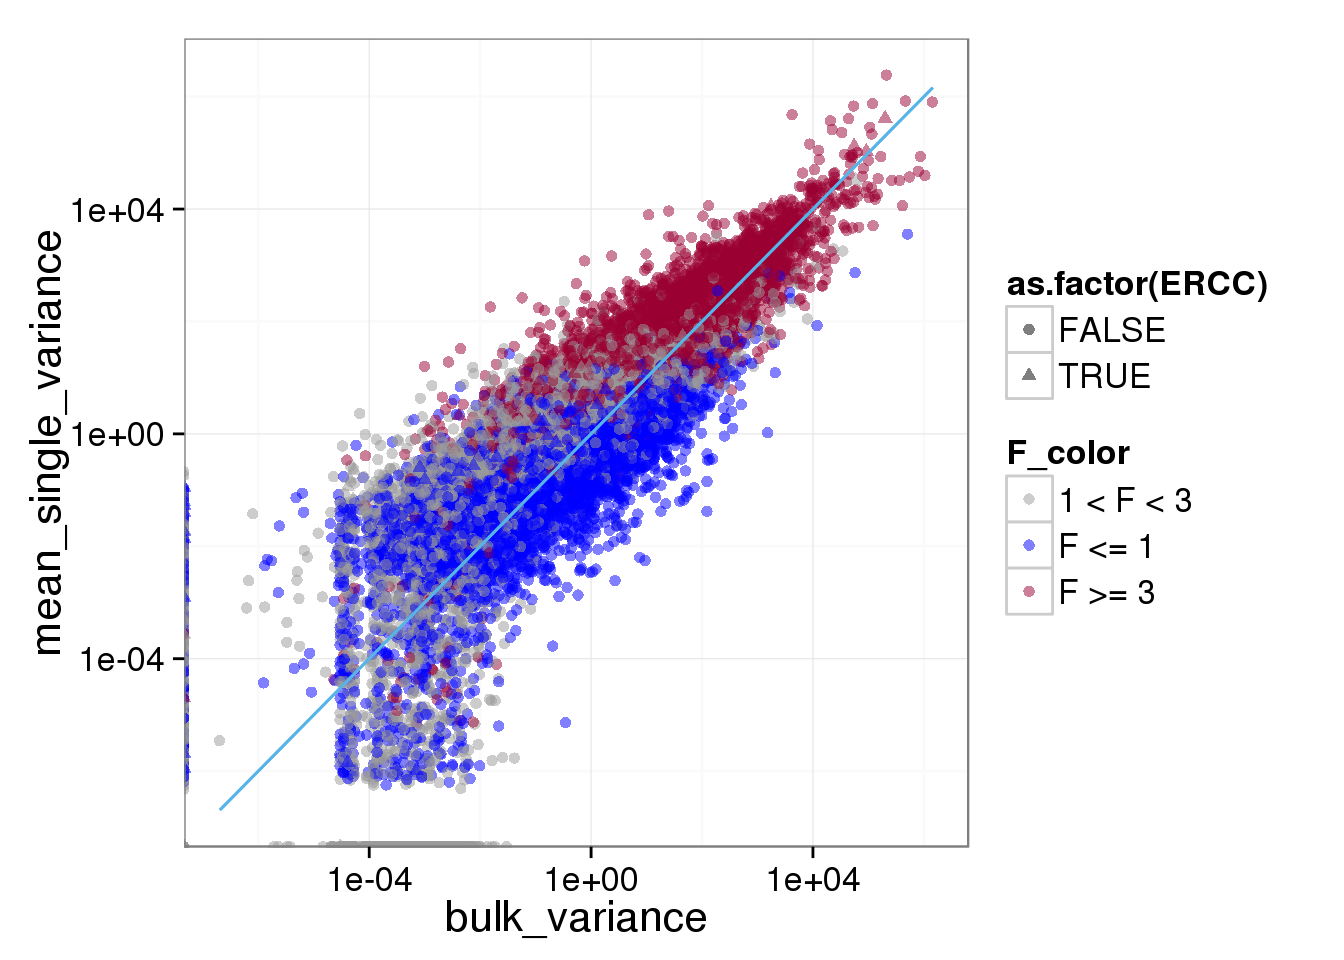 mean_single_variance
1e+04
1e+00
1e-04
1e-04
1e+00
1e+04
bulk_variance
as.factor(ERCC)
FALSE
TRUE
F_color
1 < F < 3
F <= 1
F >= 3